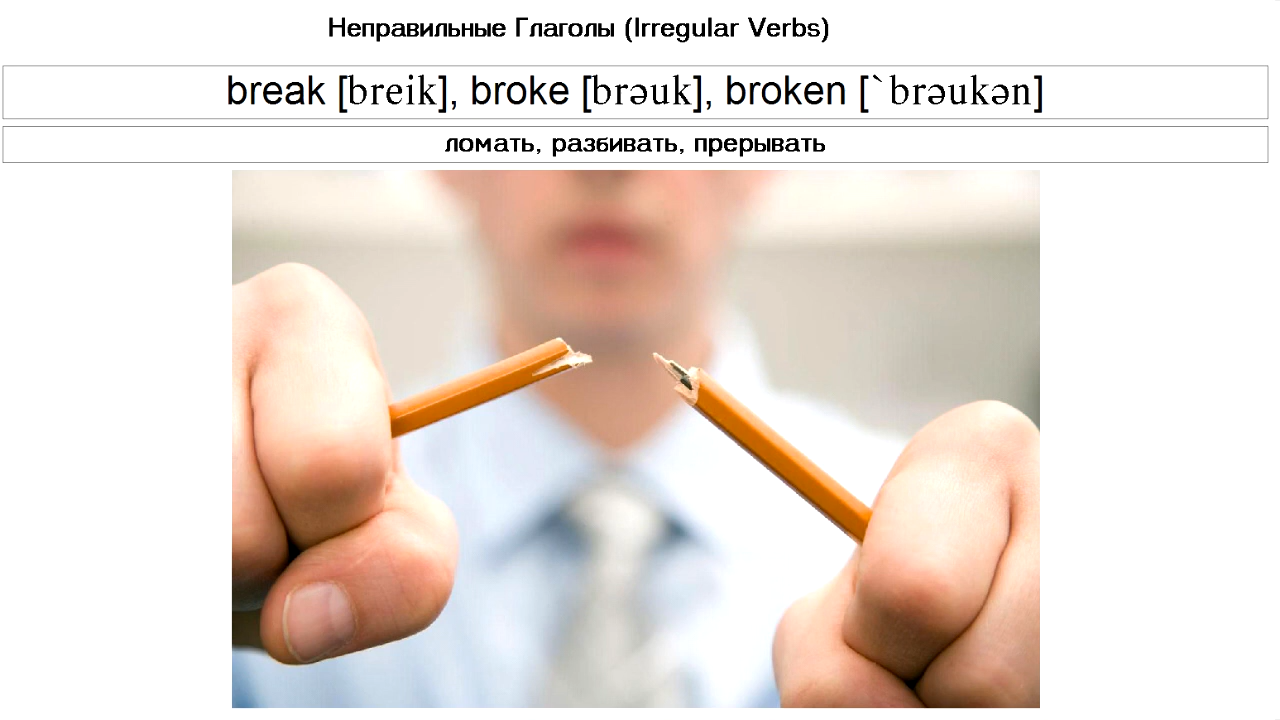 Неправильные Глаголы (Irregular Verbs)
break [breik], broke [brəuk], broken [`brəukən]
ломать, разбивать, прерывать